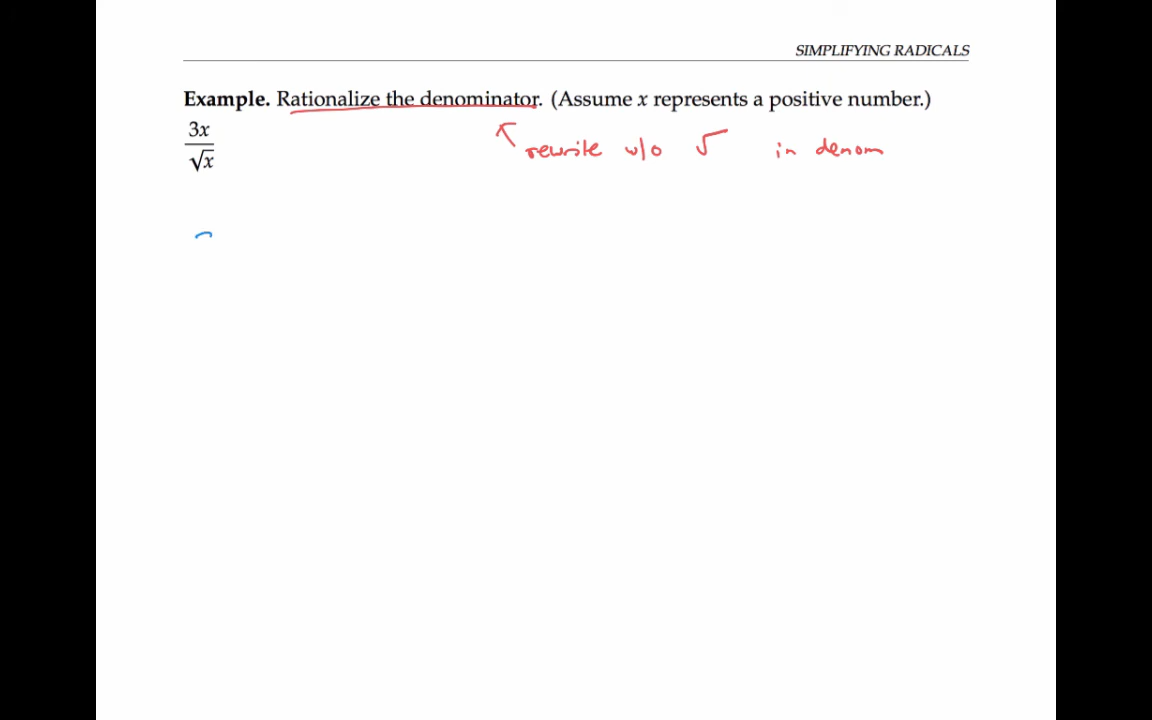 SIMPLIFYING RADICALS
Example. Rationalize the denominator. (Assume x represents a positive number.)
3x
√x
rewrite w/o √ in denom